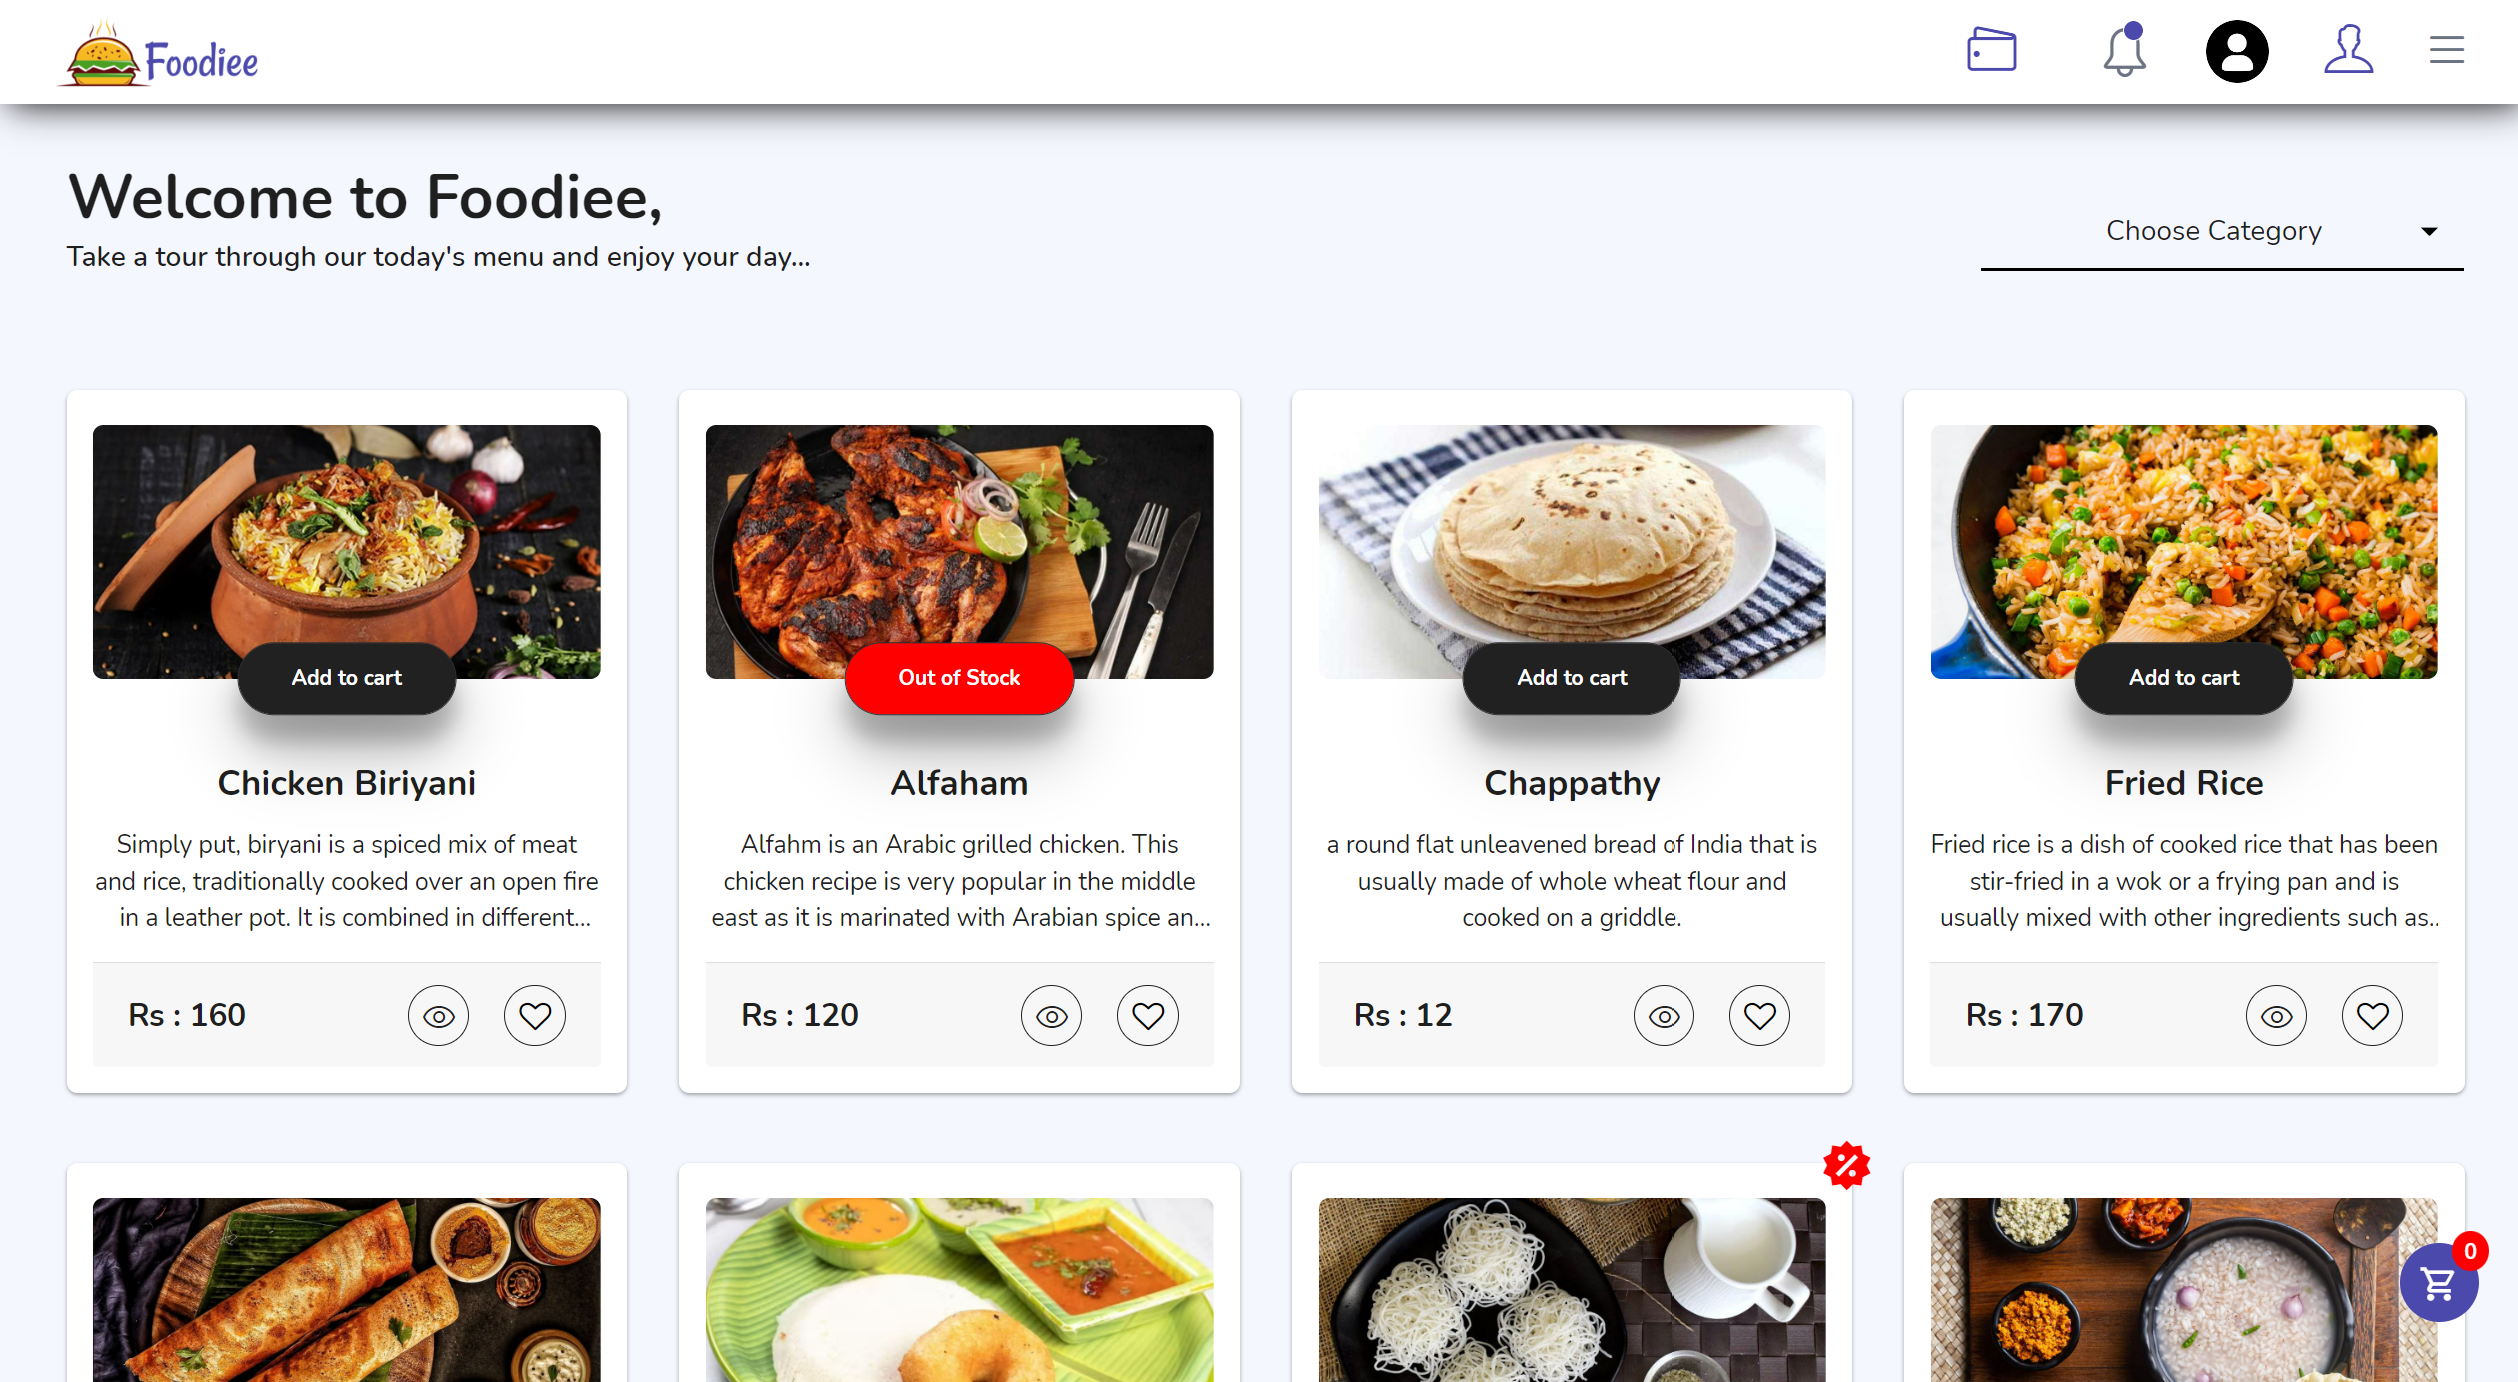 Foodiee
Welcome to Foodiee,
Take a tour through our today's menu and enjoy your day...
Choose Category
Add to cart
Chicken Biriyani
Simply put, biryani is a spiced mix of meat
and rice, traditionally cooked over an open fire
in a leather pot. It is combined in different...
Rs : 160
Out of Stock
Alfaham
Alfahm is an Arabic grilled chicken. This
chicken recipe is very popular in the middle
east as it is marinated with Arabian spice an...
Rs : 120
Add to cart
Chappathy
a round flat unleavened bread of India that is
usually made of whole wheat flour and
cooked on a griddle.
Rs : 12
Add to cart
Fried Rice
Fried rice is a dish of cooked rice that has been
stir-fried in a wok or a frying pan and is
usually mixed with other ingredients such as..
Rs : 170
%
0